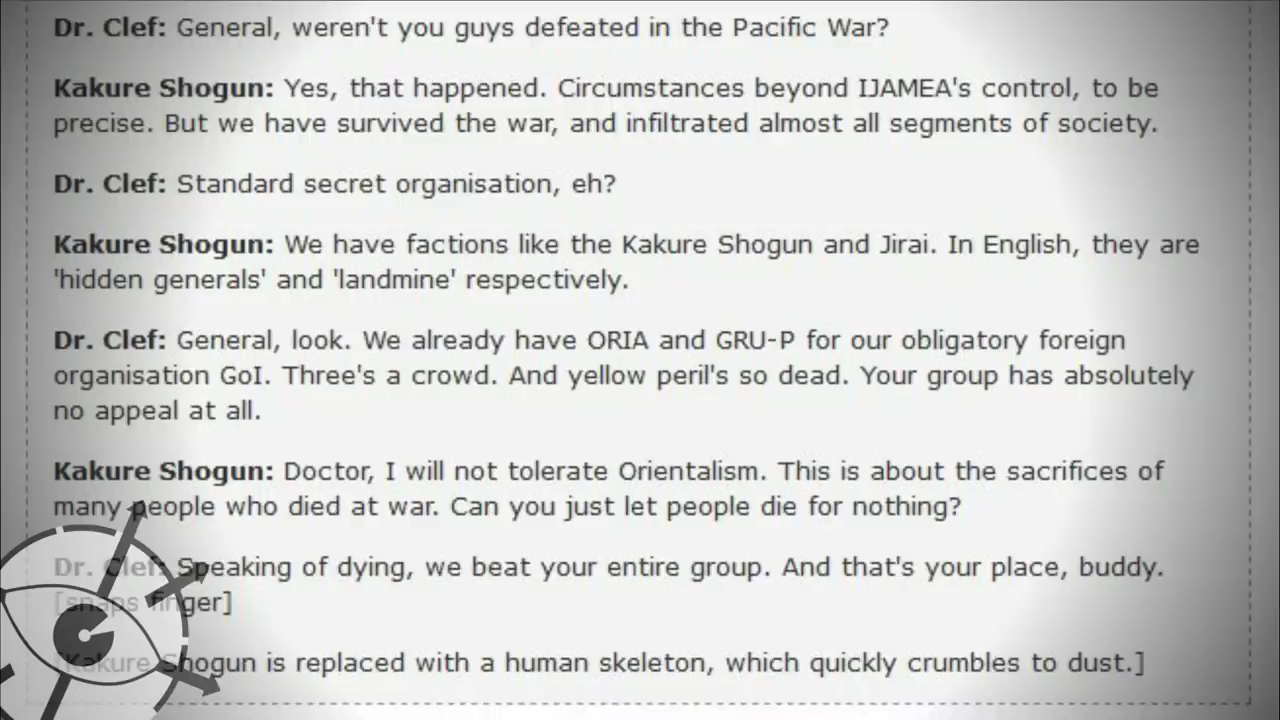 Dr. Clef: General, weren't you guys defeated in the Pacific War?
Kakure Shogun: Yes, that happened. Circumstances beyond IJAMEA's control, to be
precise. But we have survived the war, and infiltrated almost all segments of society.
Dr. Clef: Standard secret organisation, eh?
Kakure Shogun: We have factions like the Kakure Shogun and Jirai. In English, they are
'hidden generals' and 'landmine' respectively.
Dr. Clef: General, look. We already have ORIA and GRU-P for our obligatory foreign
organisation GoI. Three's a crowd. And yellow peril's so dead. Your group has absolutely
no appeal at all.
Kakure Shogun: Doctor, I will not tolerate Orientalism. This is about the sacrifices of
many people who died at war. Can you just let people die for nothing?
Dr. Clef: Speaking of dying, we beat your entire group. And that's your place, buddy.
[snaps finger]
[Kakure Shogun is replaced with a human skeleton, which quickly crumbles to dust.]